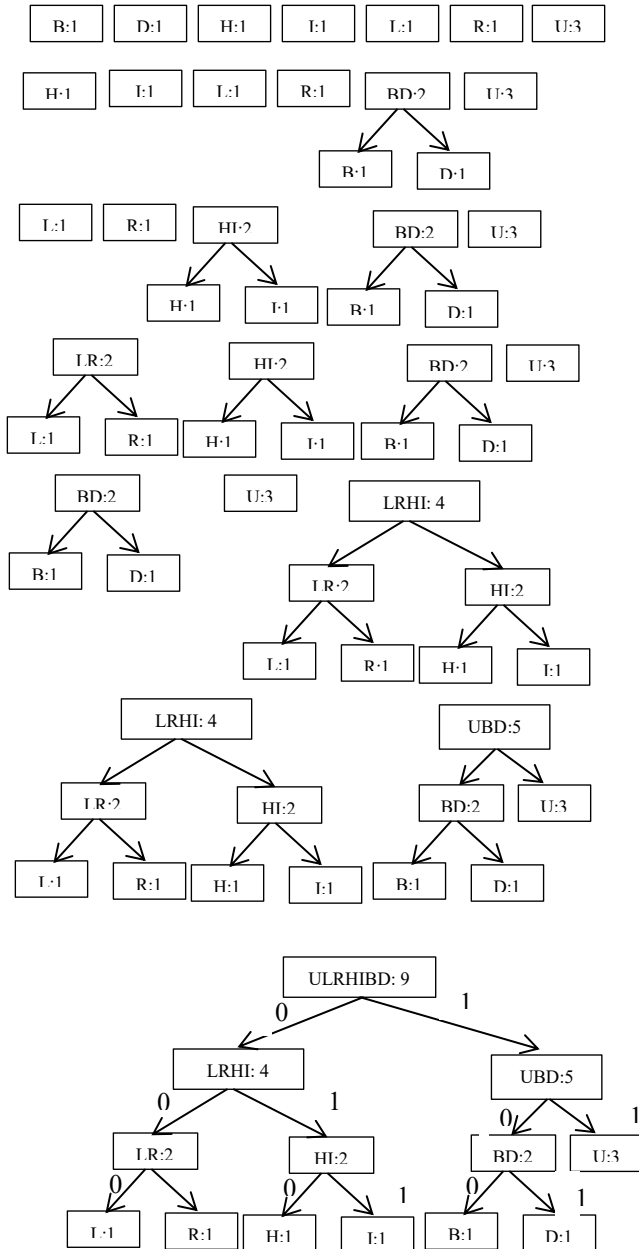 B:1 D:1 H:1 I:1 L:1 R:1 U:3
H:1 I:1 L:1 R:1 BD:2 U:3
B:1 D:1
L:1 R:1 HI:2 BD:2 U:3
H:1 I:1 B:1 D:1
LR:2 HI:2 BD:2 U:3
L:1 R:1 H:1 I:1 B:1 D:1
BD:2 U:3 LRHI: 4
B:1 D:1 LR:2 HI:2
L:1 R:1 H:1 I:1
LRHI: 4 UBD:5
LR:2 HI:2 BD:2 U:3
L:1 R:1 H:1 I:1 B:1 D:1
ULRHIBD: 9
0 1
LRHI: 4 UBD:5
0 1 0 1
LR:2 HI:2 BD:2 U:3
0 0 1 0 1
L:1 R:1 H:1 I:1 B:1 D:1